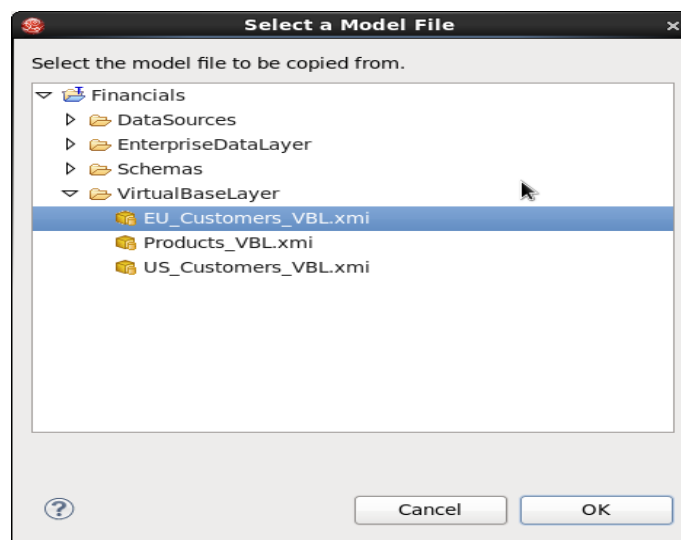 Select a Model File
Select the model file to be copied from.
Financials
DataSources
EnterpriseDataLayer
Schemas
VirtualBaseLayer
EU_Customers_VBL.xmi
Products_VBL.xmi
US_Customers_VBL.xmi
Cancel
OK